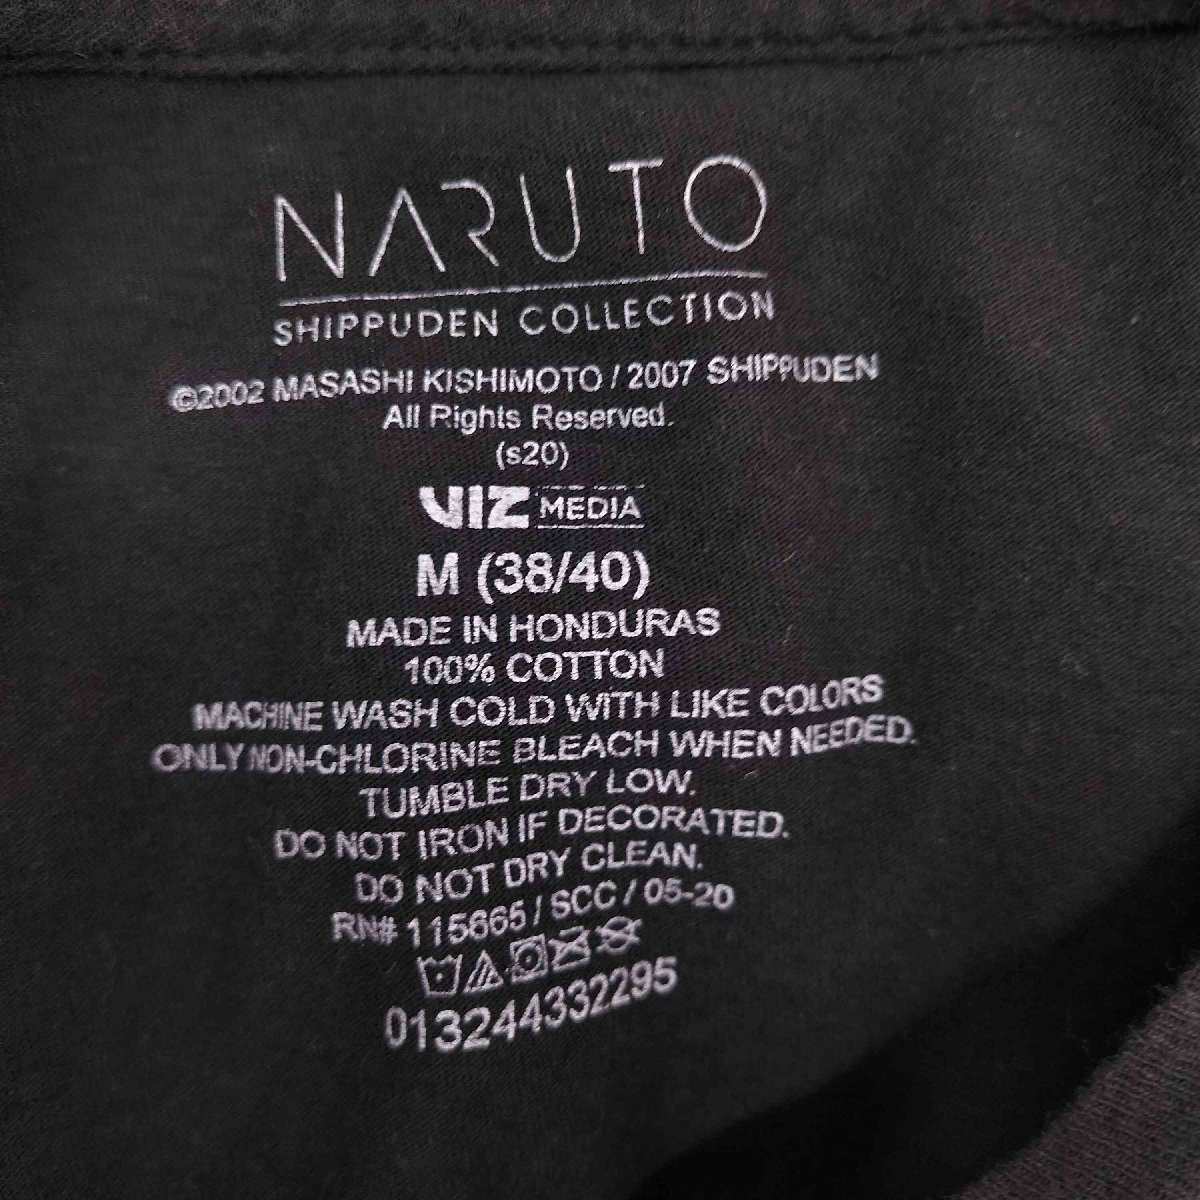 NARUTO
SHIPPUDEN COLLECTION
©2002 MASASHI KISHIMOTO / 2007 SHIPPUDEN
All Rights Reserved.
(s20)
VIZ MEDIA
M (38/40)
MADE IN HONDURAS
100% COTTON
MACHINE WASH COLD WITH LIKE COLORS
ONLY NON-CHLORINE BLEACH WHEN NEEDED.
TUMBLE DRY LOW.
DO NOT IRON IF DECORATED.
DO NOT DRY CLEAN.
RN# 115665 / SCC / 05-20
013244332295